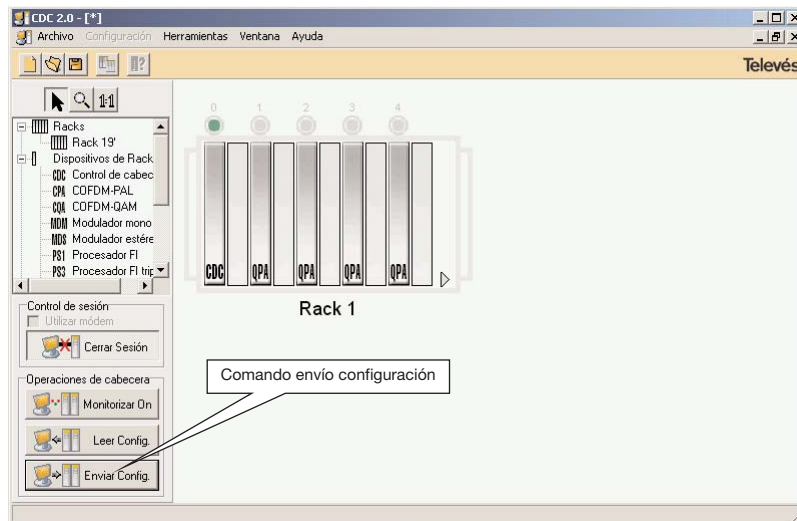 CDC 2.0 - [*]
Archivo Configuración Herramientas Ventana Ayuda
Televés
1:1
Racks
Rack 19'
Dispositivos de Rack
CDC Control de cabec
CPA COFDM-PAL
CQA COFDM-QAM
MDM Modulador mono
MDS Modulador estére
PS1 Procesador FI
PS3 Procesador FI trip
0 1 2 3 4
CDC QPA QPA QPA QPA
Rack 1
Control de sesión
Utilizar módem
Cerrar Sesión
Operaciones de cabecera
Monitorizar On
Leer Config.
Enviar Config.
Comando envío configuración